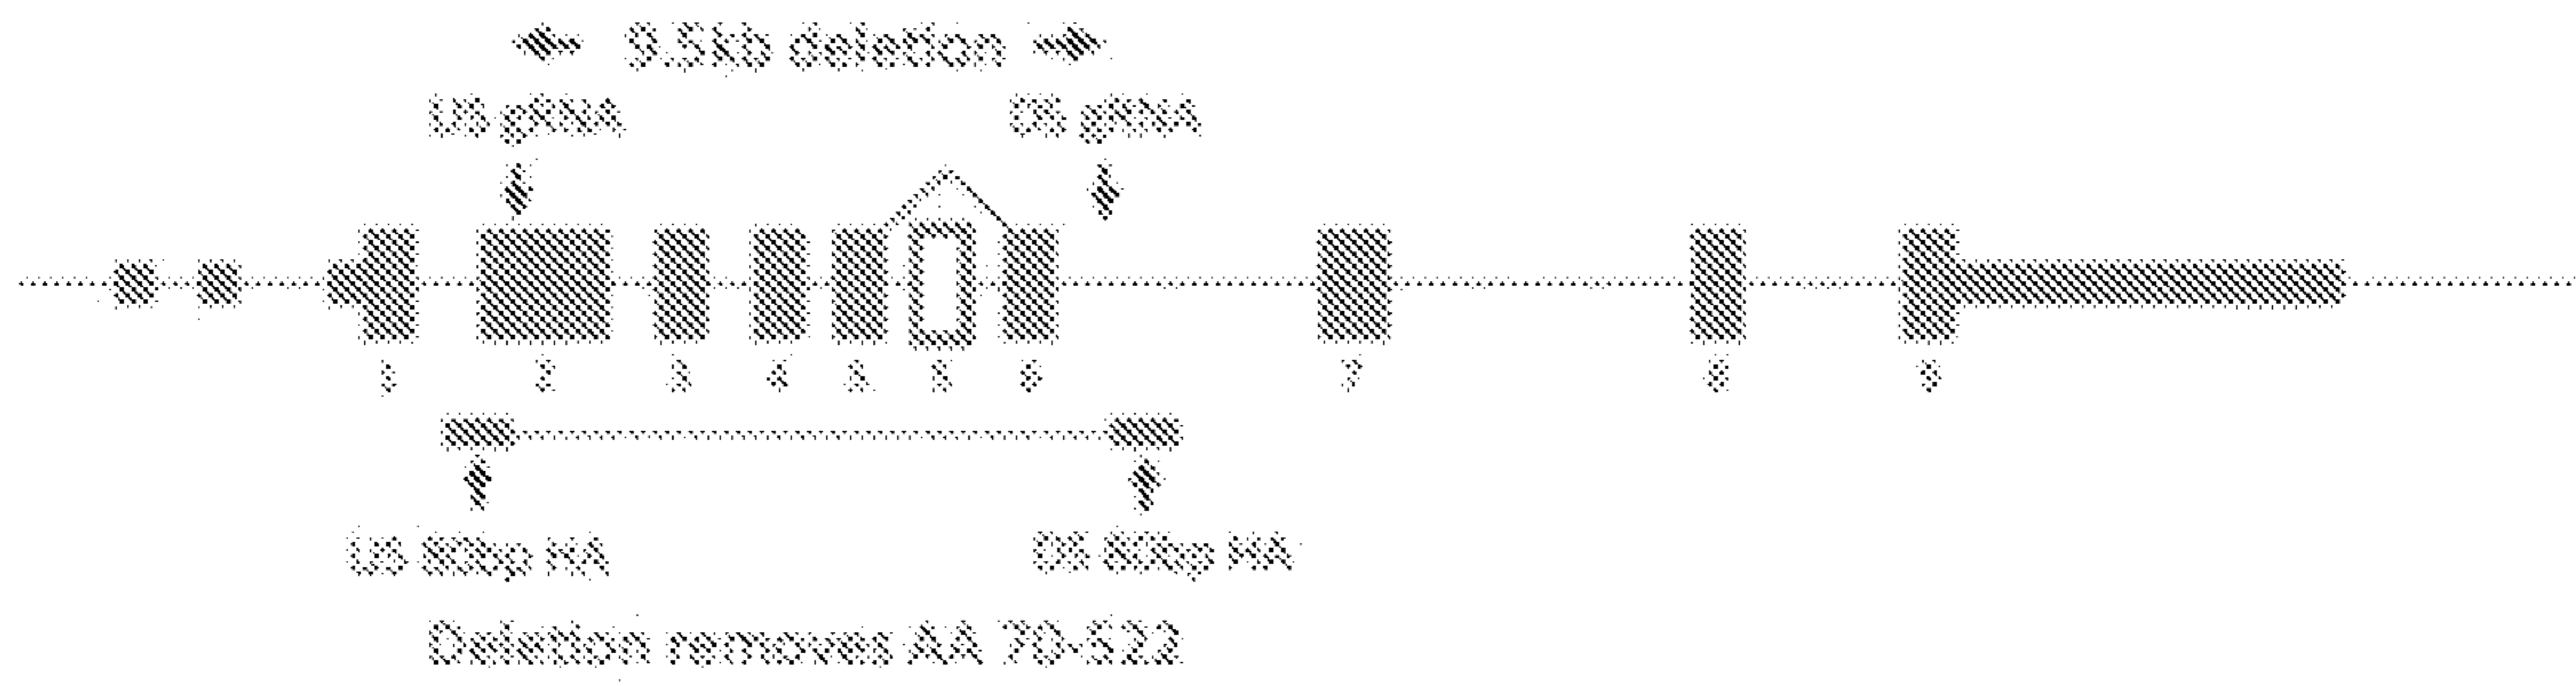 9.5kb deletion
US gRNA DS gRNA
1 2 3 4 5 6 7 8 9
US 80bp HA DS 80bp HA
Deletion removes AA 70-522